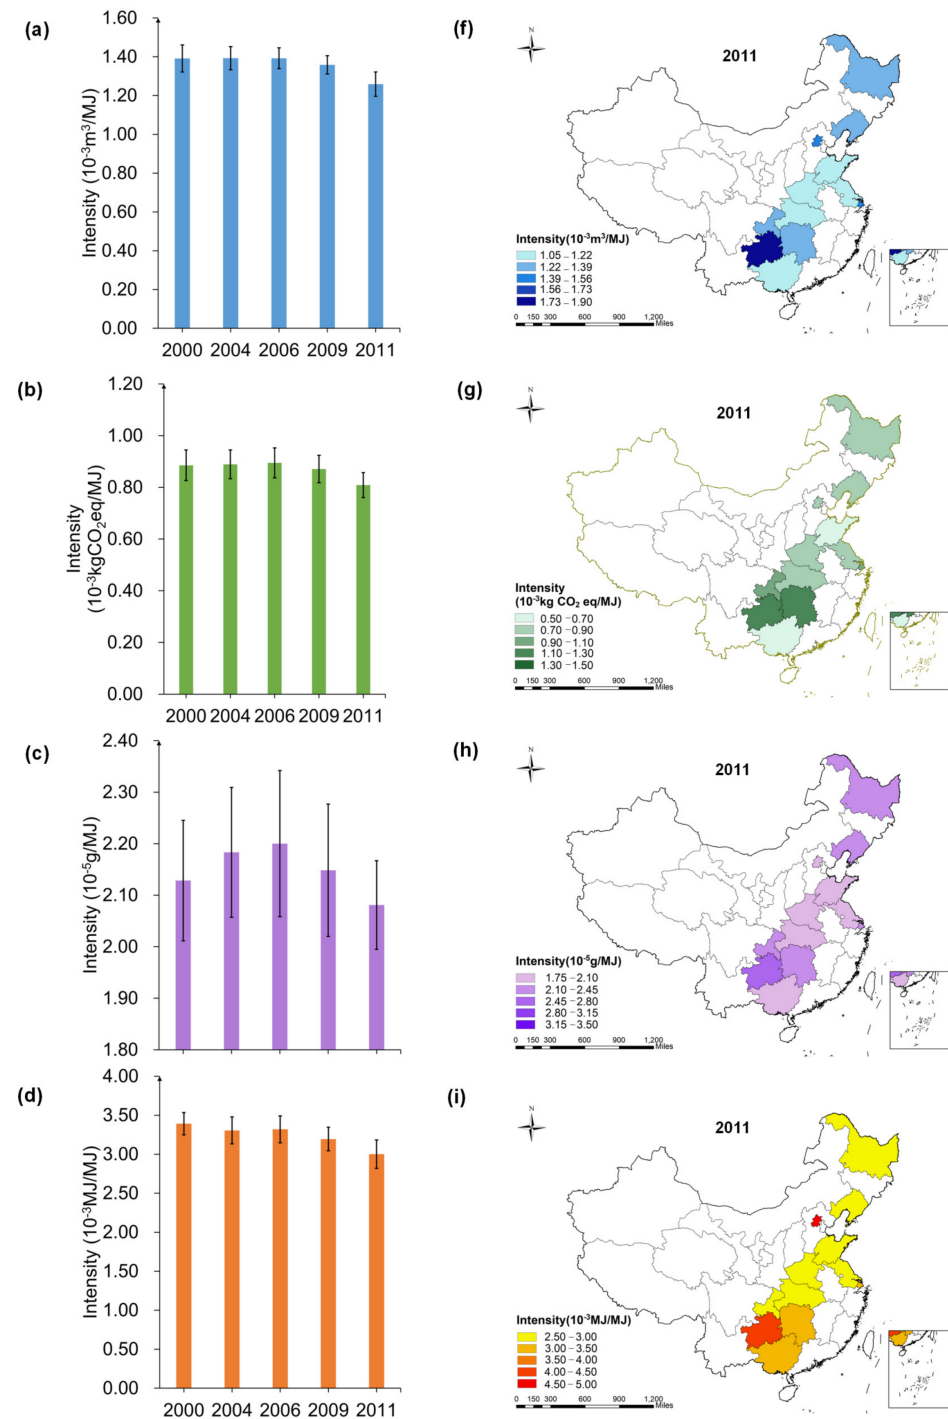 (a)
Intensity (10⁻³m³/MJ)
1.60
1.40
1.20
1.00
0.80
0.60
0.40
0.20
0.00
2000 2004 2006 2009 2011
(f)
N
2011
Intensity(10⁻³m³/MJ)
1.05 – 1.22
1.22 – 1.39
1.39 – 1.56
1.56 – 1.73
1.73 – 1.90
0 150 300 600 900 1,200
Miles
(b)
Intensity
(10⁻³kgCO₂eq/MJ)
1.20
1.00
0.80
0.60
0.40
0.20
0.00
2000 2004 2006 2009 2011
(g)
N
2011
Intensity
(10⁻³kg CO₂ eq/MJ)
0.50 – 0.70
0.70 – 0.90
0.90 – 1.10
1.10 – 1.30
1.30 – 1.50
0 150 300 600 900 1,200
Miles
(c)
Intensity (10⁻⁵g/MJ)
2.40
2.30
2.20
2.10
2.00
1.90
1.80
(h)
N
2011
Intensity(10⁻⁵g/MJ)
1.75 – 2.10
2.10 – 2.45
2.45 – 2.80
2.80 – 3.15
3.15 – 3.50
0 150 300 600 900 1,200
Miles
(d)
Intensity (10⁻³MJ/MJ)
4.00
3.50
3.00
2.50
2.00
1.50
1.00
0.50
0.00
2000 2004 2006 2009 2011
(i)
N
2011
Intensity(10⁻³MJ/MJ)
2.50 – 3.00
3.00 – 3.50
3.50 – 4.00
4.00 – 4.50
4.50 – 5.00
0 150 300 600 900 1,200
Miles